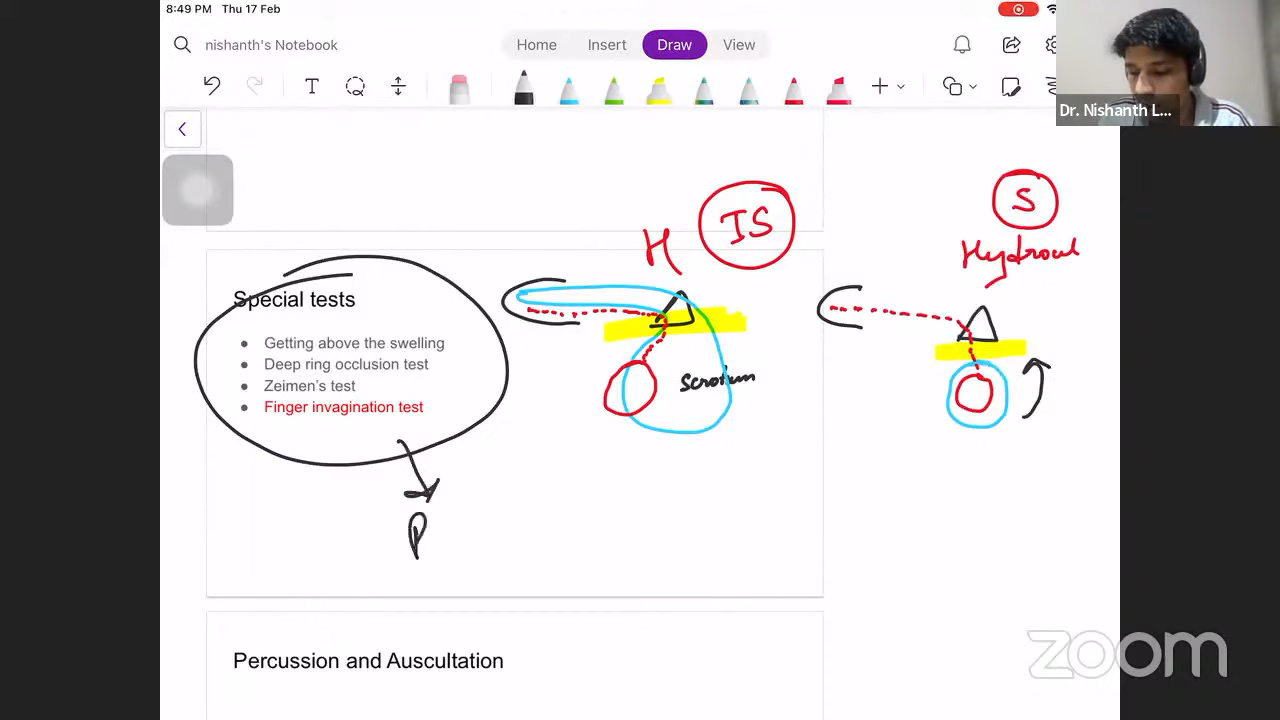 8:49 PM Thu 17 Feb
nishanth's Notebook
Home Insert Draw View
Dr. Nishanth L...
IS
S
H
Hydrocel
Special tests
Getting above the swelling
Deep ring occlusion test
Zeimen's test
Finger invagination test
Scrotum
P
Percussion and Auscultation
zoom